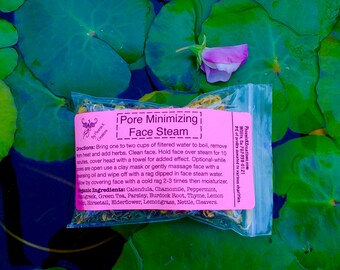 Pore Minimizing
Face Steam
Directions: Bring one to two cups of filtered water to boil, remove
from heat and add herbs. Clean face. Hold face over steam for 10
minutes, cover head with a towel for added effect. Optional-while
pores are open use a clay mask or gently massage face with a
cleansing oil and wipe off with a rag dipped in face steam water.
Follow by covering face with a cold rag 2-3 times then moisturize.
Organic Ingredients: Calendula, Chamomile, Peppermint,
Green Tea, Parsley, Burdock Root, Thyme, Lemon
Horsetail, Elderflower, Lemongrass, Nettle, Cleavers